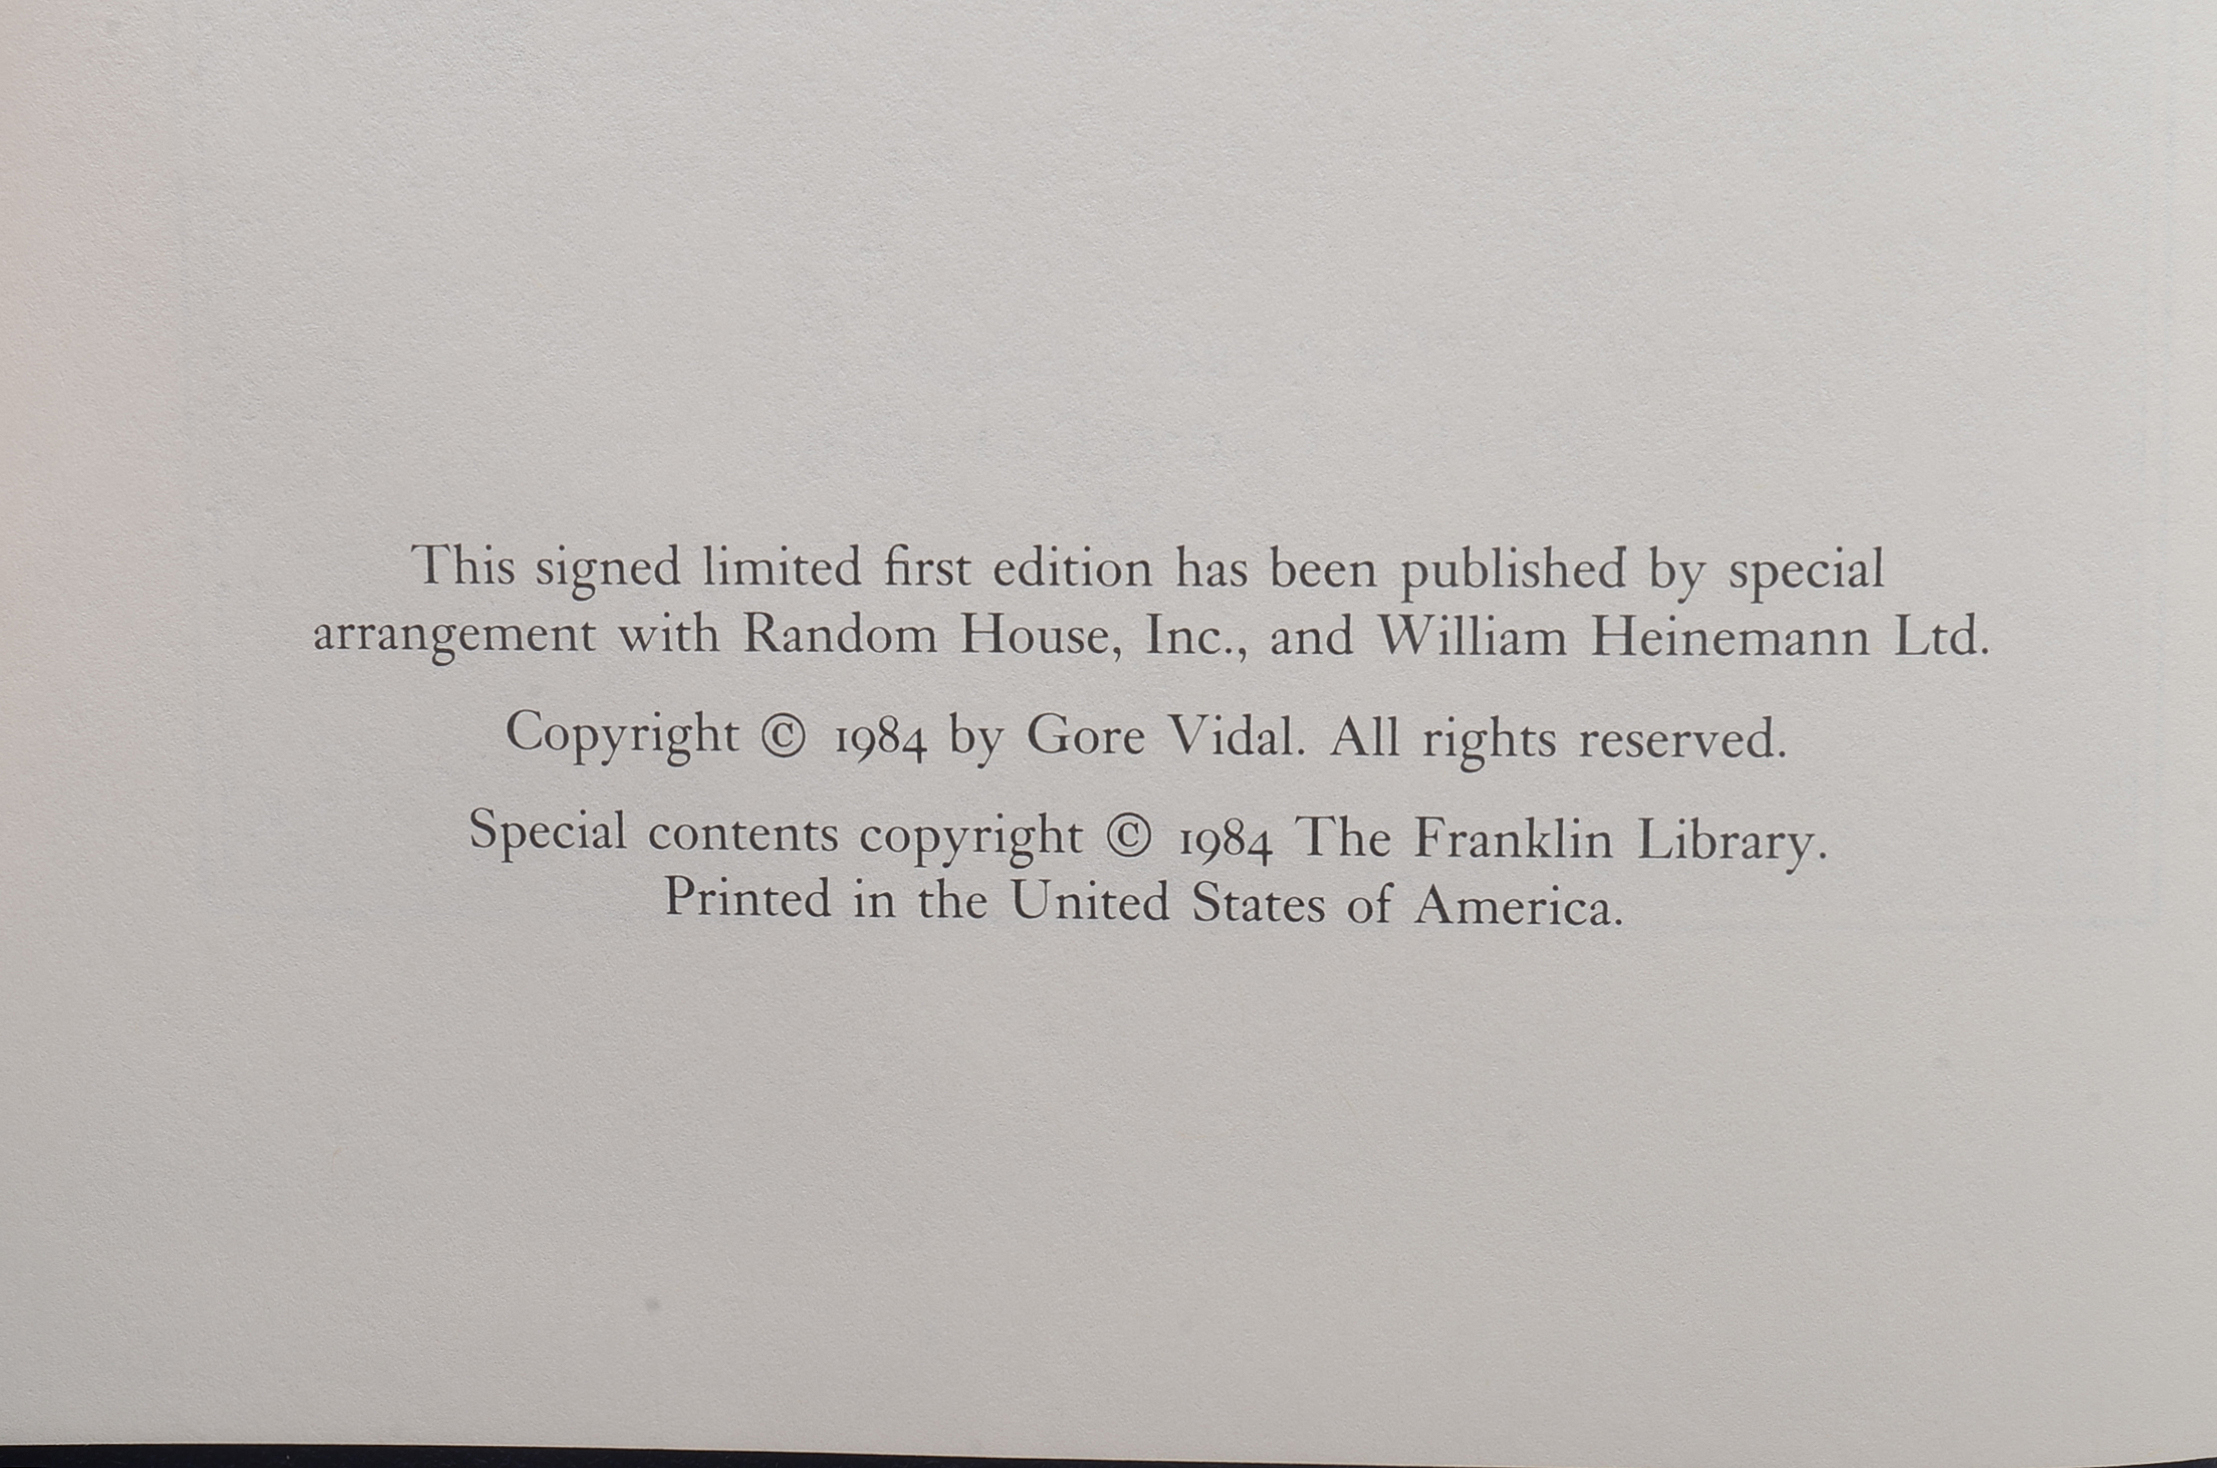 This signed limited first edition has been published by special
arrangement with Random House, Inc., and William Heinemann Ltd.
Copyright © 1984 by Gore Vidal. All rights reserved.
Special contents copyright © 1984 The Franklin Library.
Printed in the United States of America.